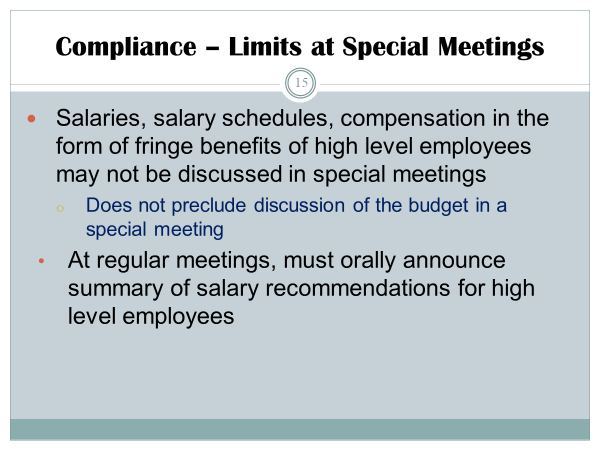 Compliance – Limits at Special Meetings
15
• Salaries, salary schedules, compensation in the
form of fringe benefits of high level employees
may not be discussed in special meetings
○ Does not preclude discussion of the budget in a
special meeting
• At regular meetings, must orally announce
summary of salary recommendations for high
level employees